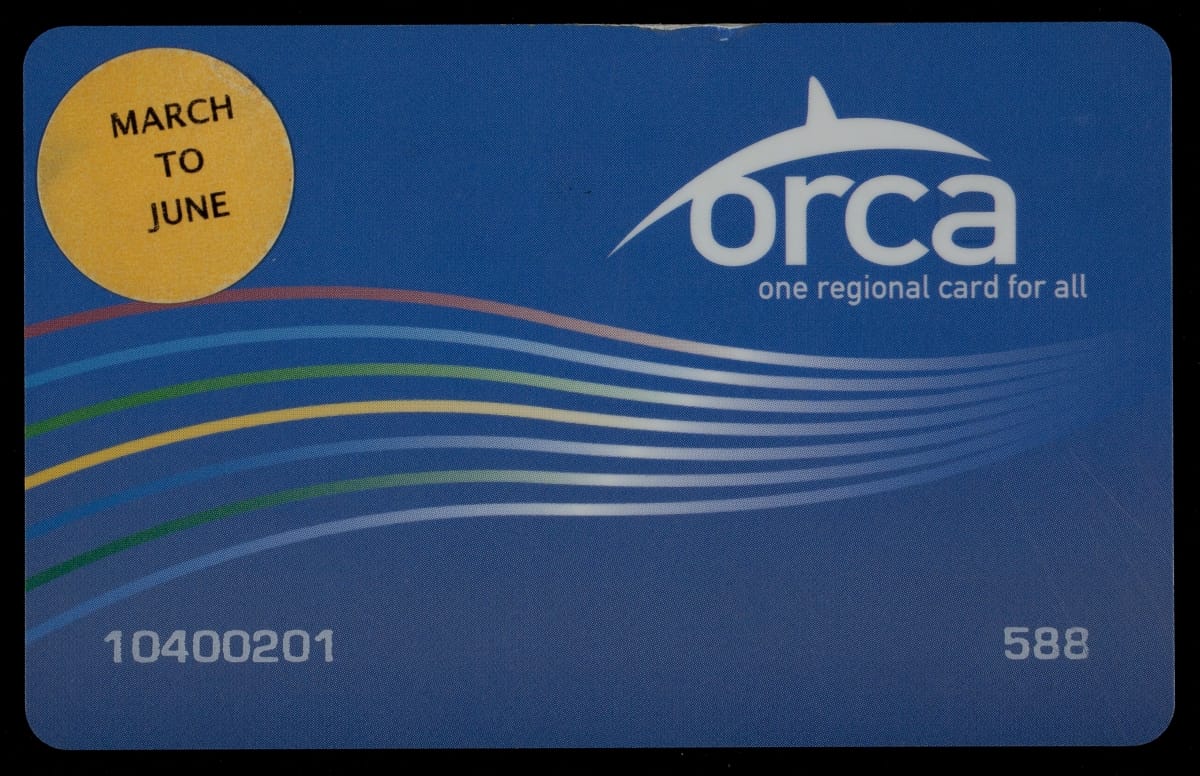 MARCH
TO
JUNE
orca
one regional card for all
10400201
588